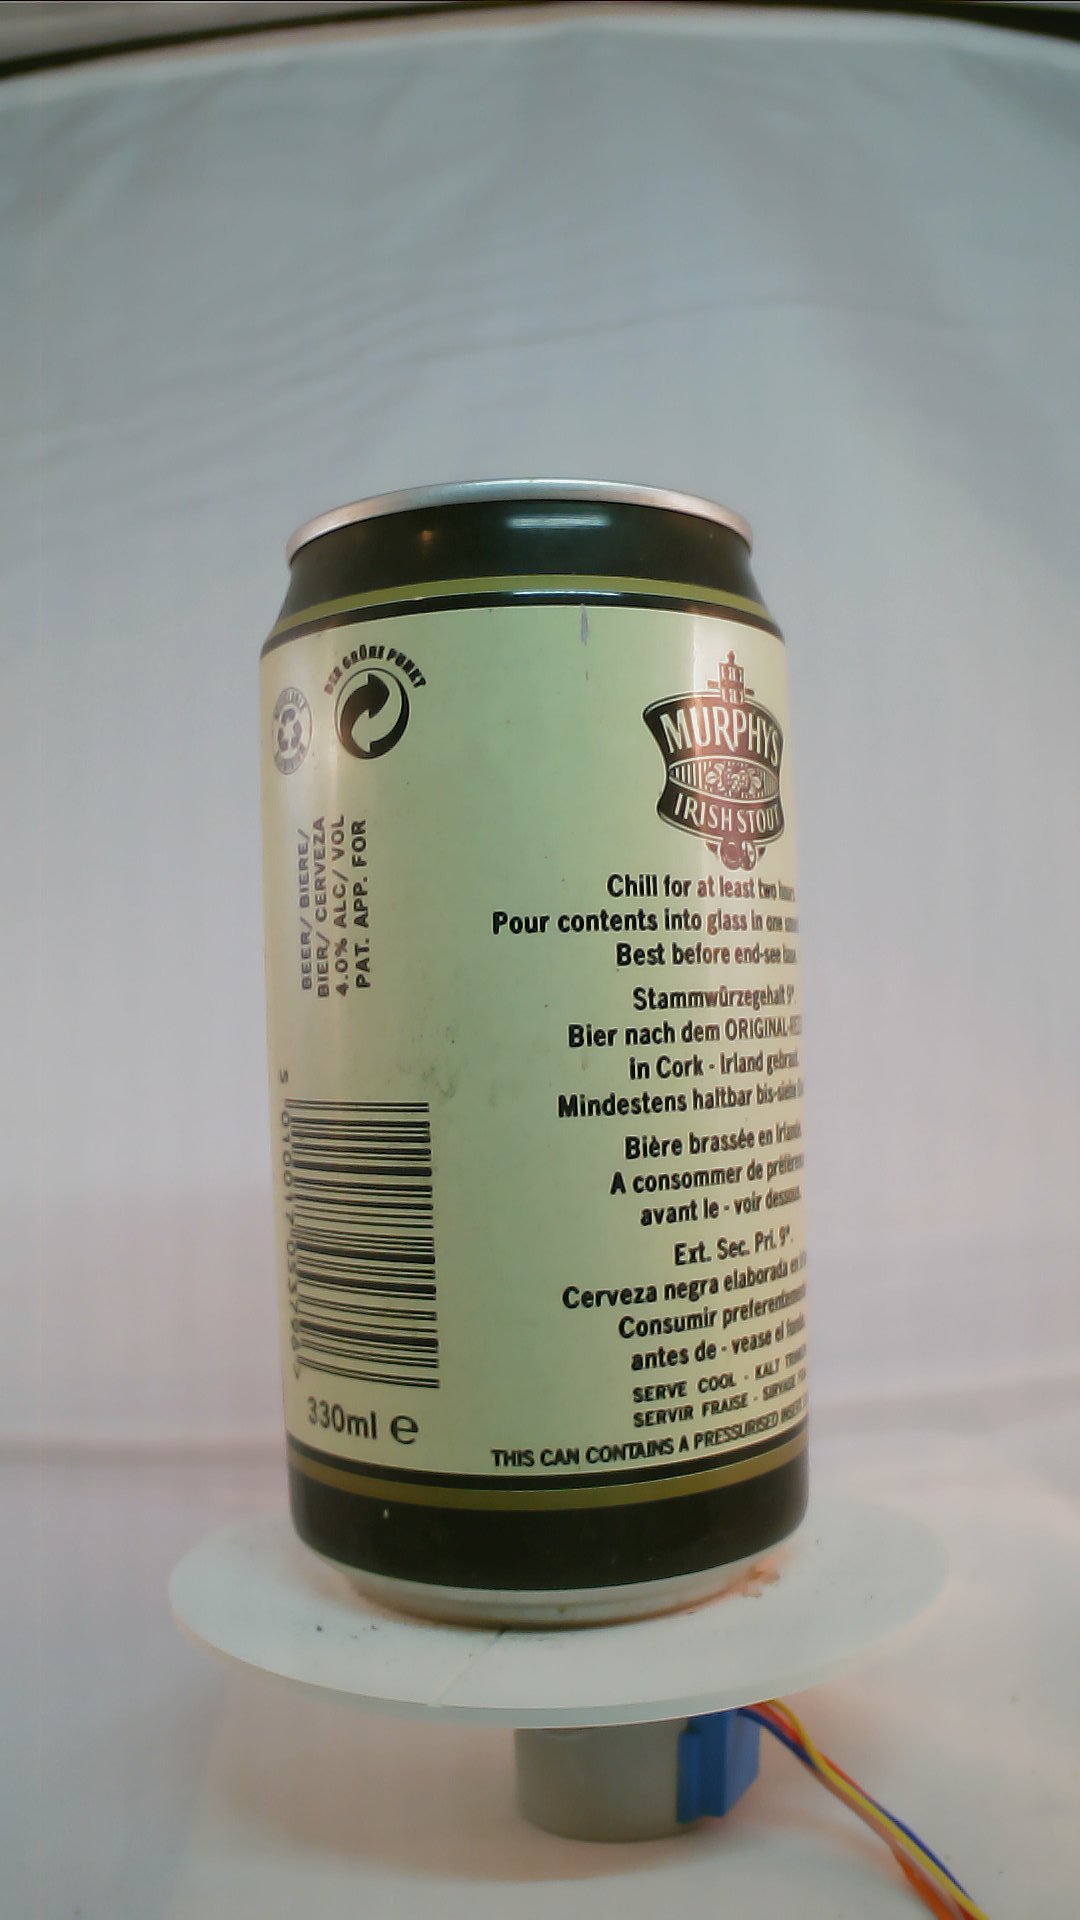 DER GRÜNE PUNKT
BEER/ BIERE/
BIER/ CERVEZA
4.0% ALC/ VOL
PAT. APP. FOR
330ml e
MURPHYS
IRISH STOUT
Chill for at least two
Pour contents into glass in one
Best before end-see
Stammwürzegehalt 9°.
Bier nach dem ORIGINAL
in Cork - Irland gebraut.
Mindestens haltbar bis-siehe
Bière brassée en Irlande.
A consommer de préférence
avant le - voir dessous.
Ext. Sec. Pri. 9°.
Cerveza negra elaborada en
Consumir preferentemente
antes de - vease el fondo.
SERVE COOL - KALT
SERVIR FRAISE -
THIS CAN CONTAINS A PRESSURISED INSERT